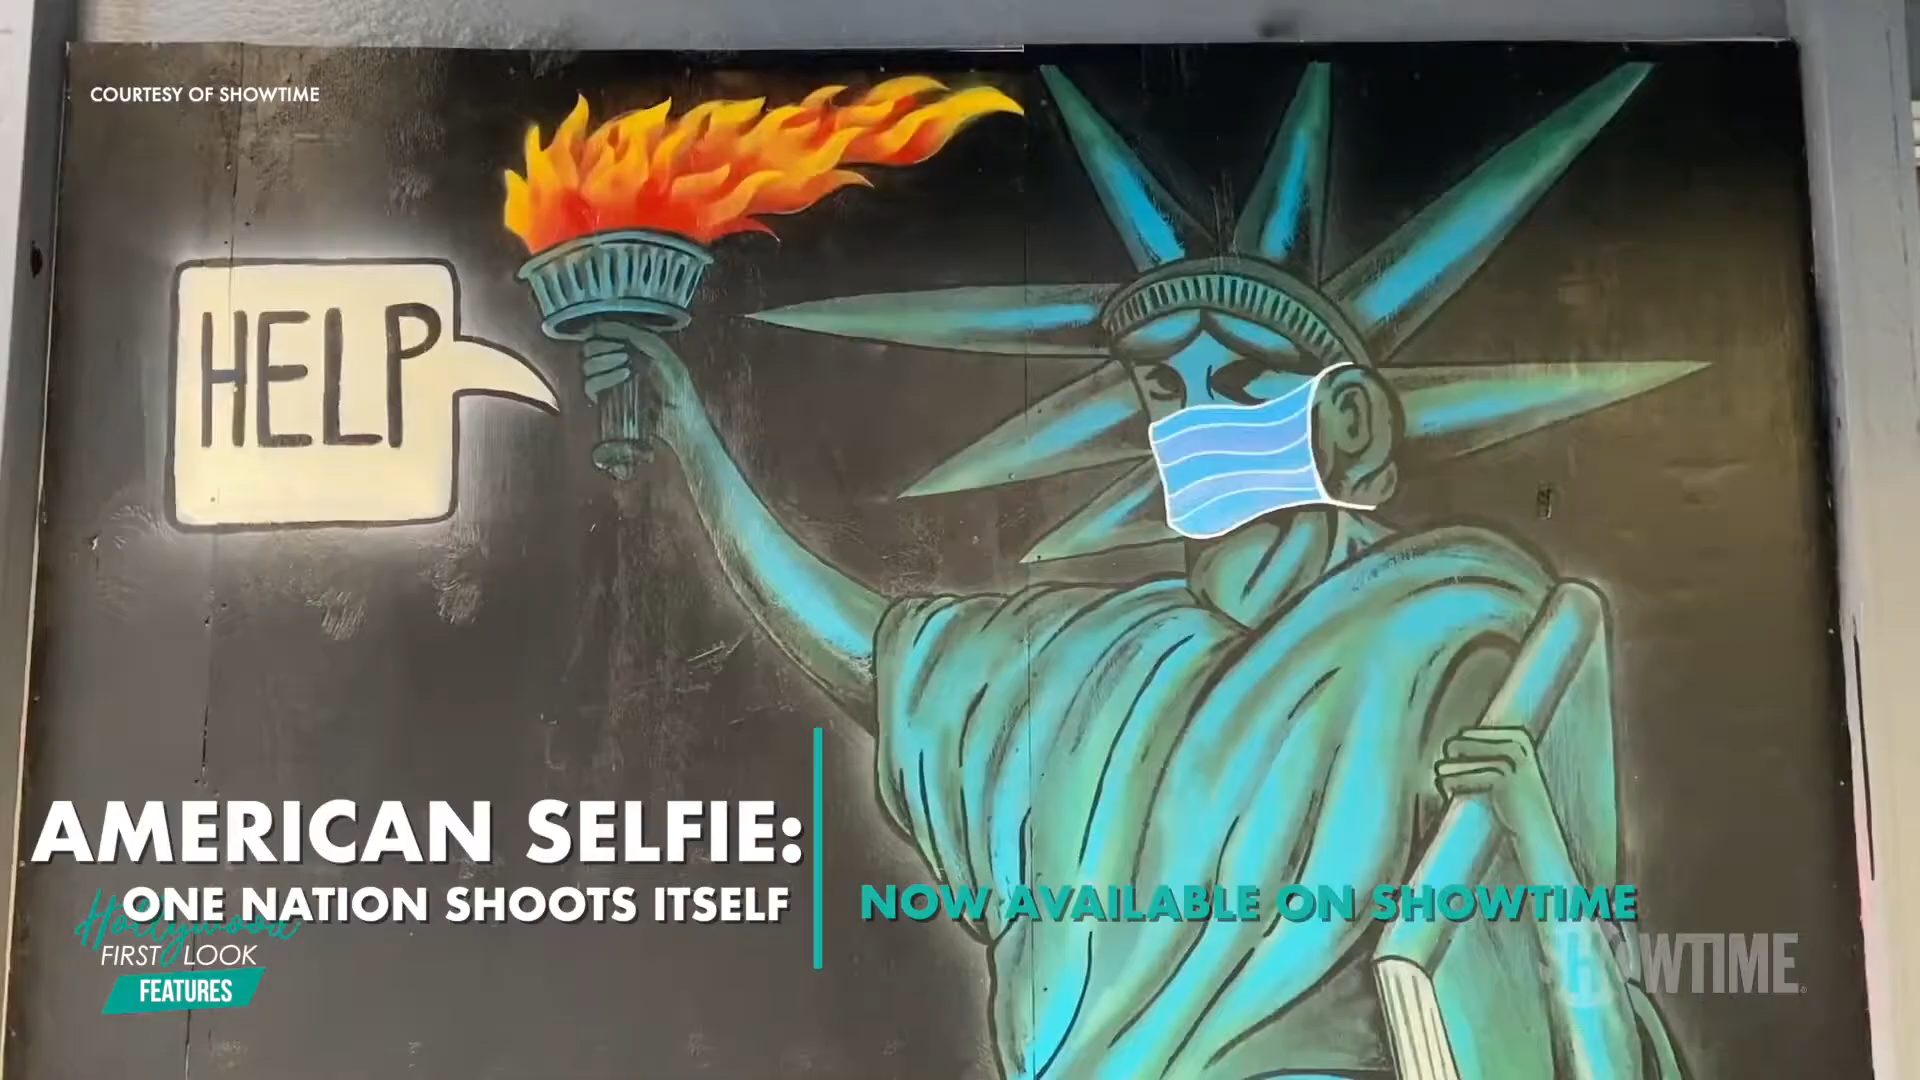 COURTESY OF SHOWTIME
HELP
AMERICAN SELFIE:
ONE NATION SHOOTS ITSELF
NOW AVAILABLE ON SHOWTIME
Hollywood
FIRST LOOK
FEATURES
SHOWTIME